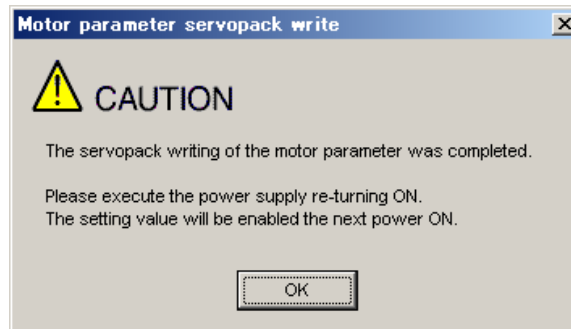 Motor parameter servopack write
CAUTION
The servopack writing of the motor parameter was completed.
Please execute the power supply re-turning ON.
The setting value will be enabled the next power ON.
OK